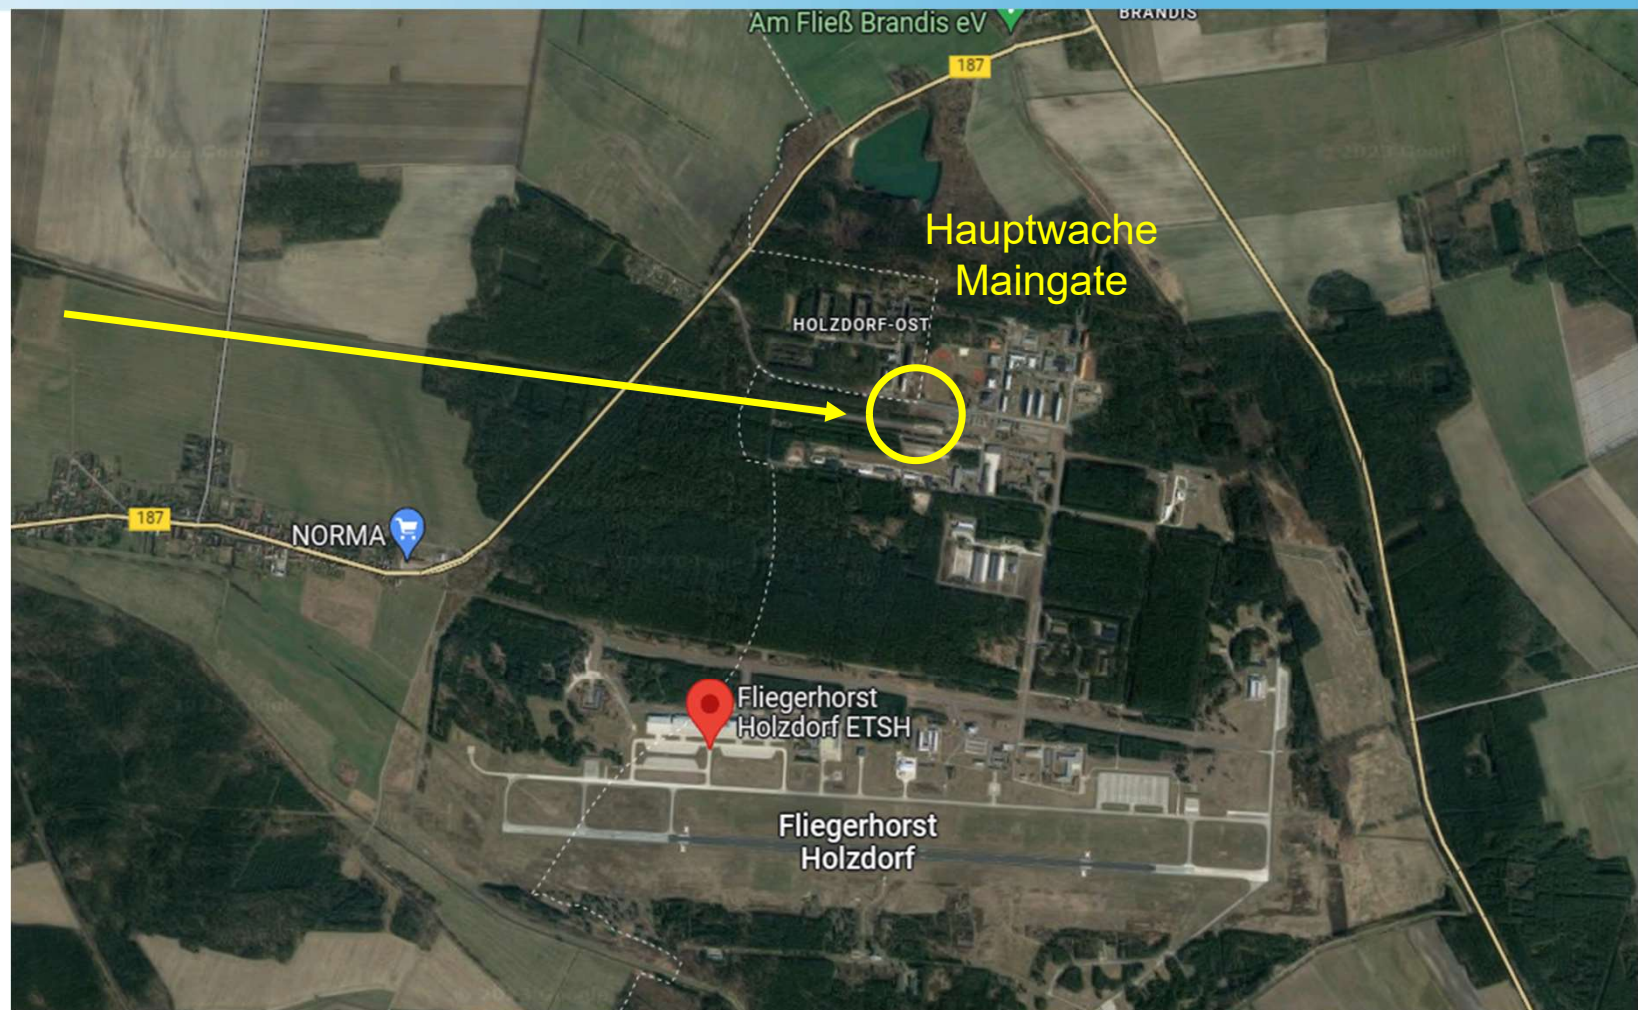 Am Fließ Brandis eV
BRANDIS
187
Hauptwache
Maingate
HOLZDORF-OST
187
NORMA
Fliegerhorst
Holzdorf ETSH
Fliegerhorst
Holzdorf